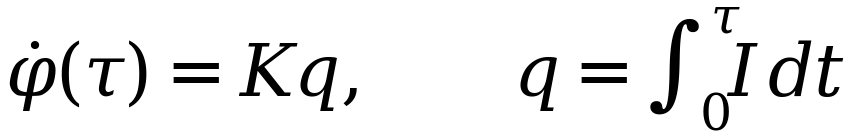 φ̇(τ) = Kq, q = ∫₀^τ I dt